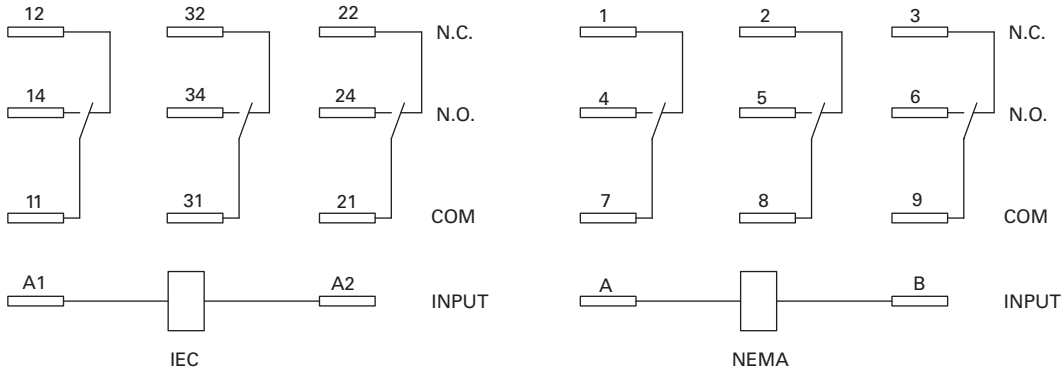 12 32 22 N.C.
14 34 24 N.O.
11 31 21 COM
A1 A2 INPUT
IEC
1 2 3 N.C.
4 5 6 N.O.
7 8 9 COM
A B INPUT
NEMA